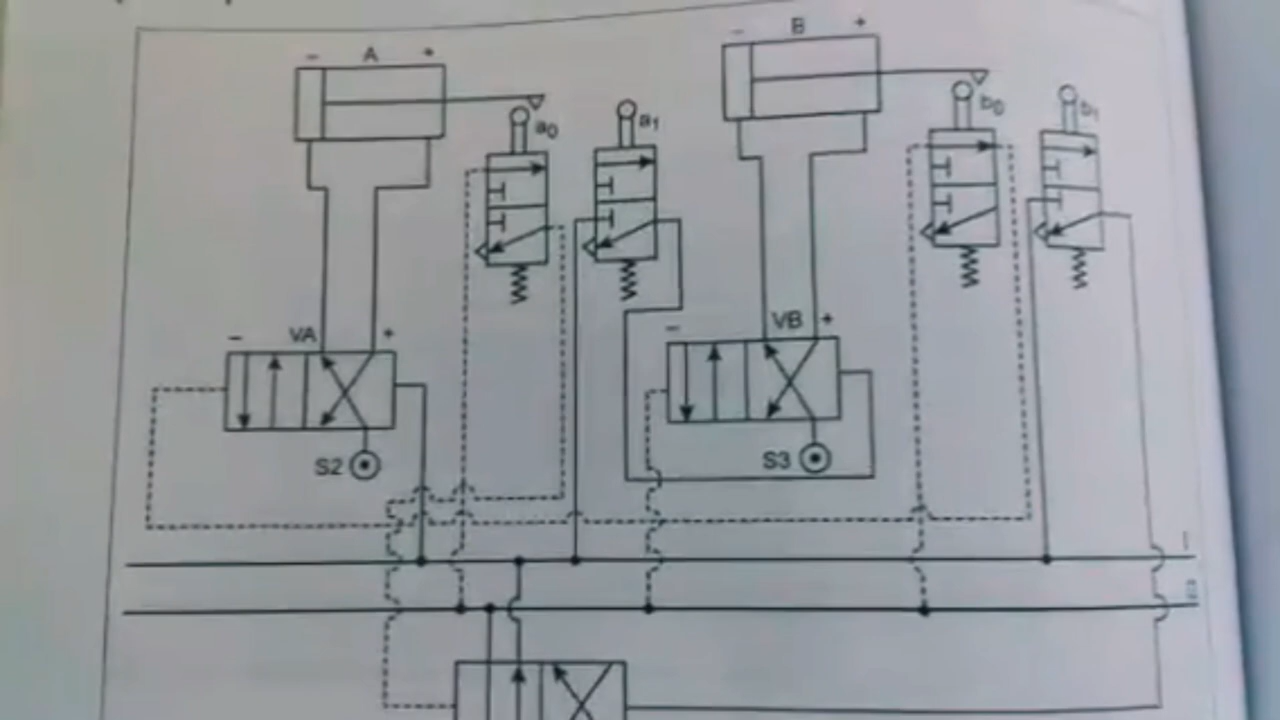 − A +
− B +
a0
a1
b0
b1
− VA +
− VB +
S2
S3